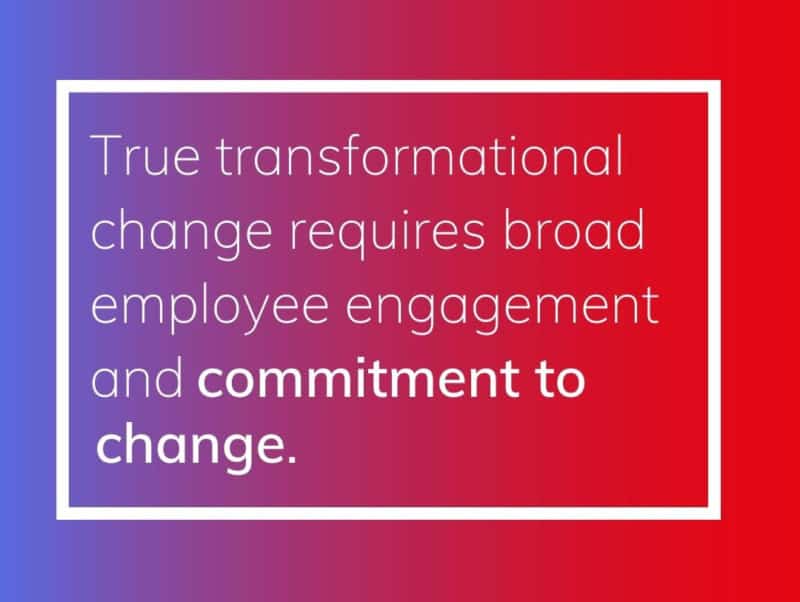 True transformational
change requires broad
employee engagement
and commitment to
change.